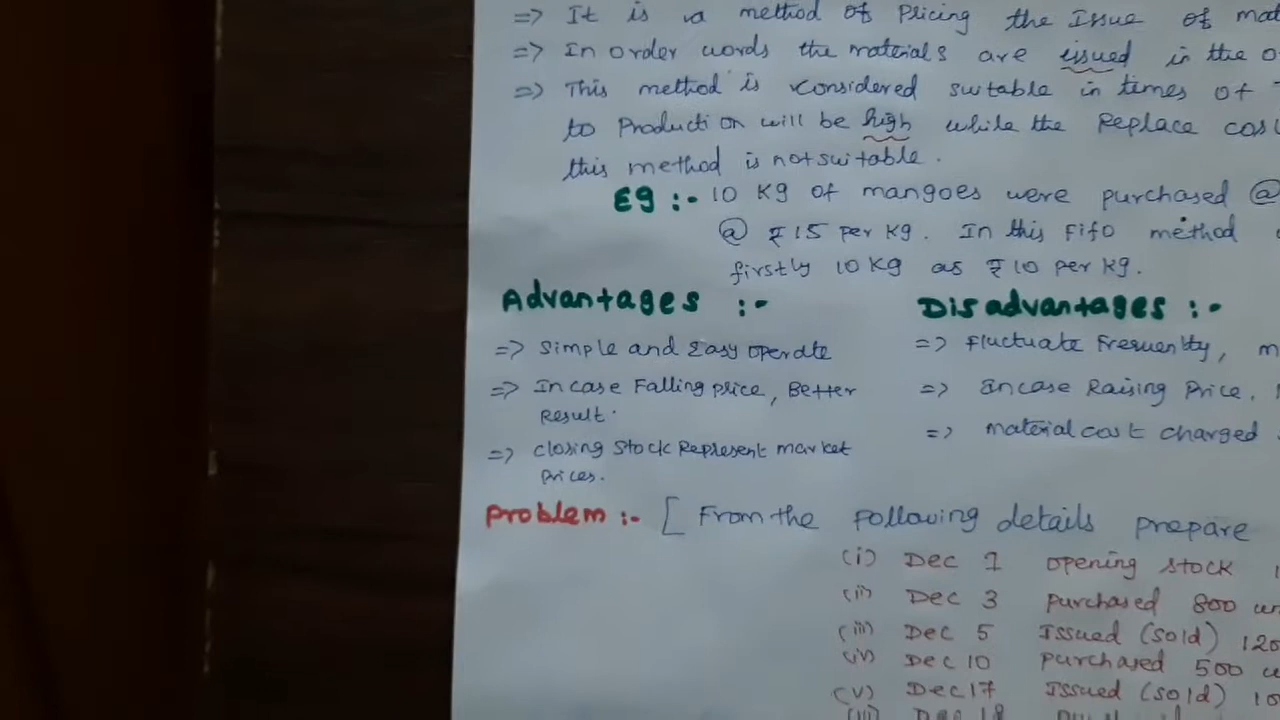 => It is a method of Pricing the Issue of
=> In order words the materials are issued in the
=> This method is considered suitable in times of
to Production will be high while the Replace
this method is not suitable.
Eg :- 10 Kg of mangoes were purchased @
@ ₹15 per Kg. In this Fifo method
firstly 10 Kg as ₹10 per kg.
Advantages :-
=> Simple and Easy operate
=> Incase Falling price, Better
Result.
=> closing Stock Represent market
Prices.
Disadvantages :-
=> Fluctuate Frequently,
=> Incase Raising Price.
=> material cost charged
Problem :- [ From the following details prepare
(i) Dec 1 opening stock
(ii) Dec 3 purchased 800
(iii) Dec 5 Issued (sold)
(iv) Dec 10 purchased 500
(v) Dec 17 Issued (sold)